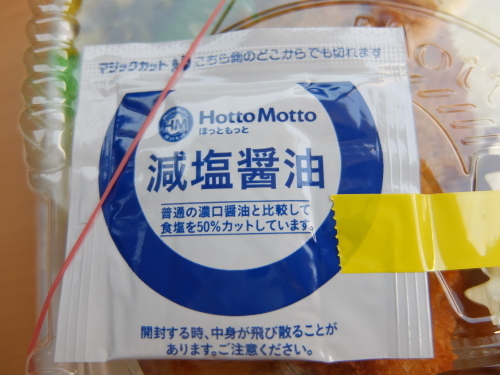 マジックカット こちら側のどこからでも切れます
HM
HottoMotto
ほっともっと
減塩醤油
普通の濃口醤油と比較して
食塩を50%カットしています。
開封する時、中身が飛び散ることが
あります。ご注意ください。